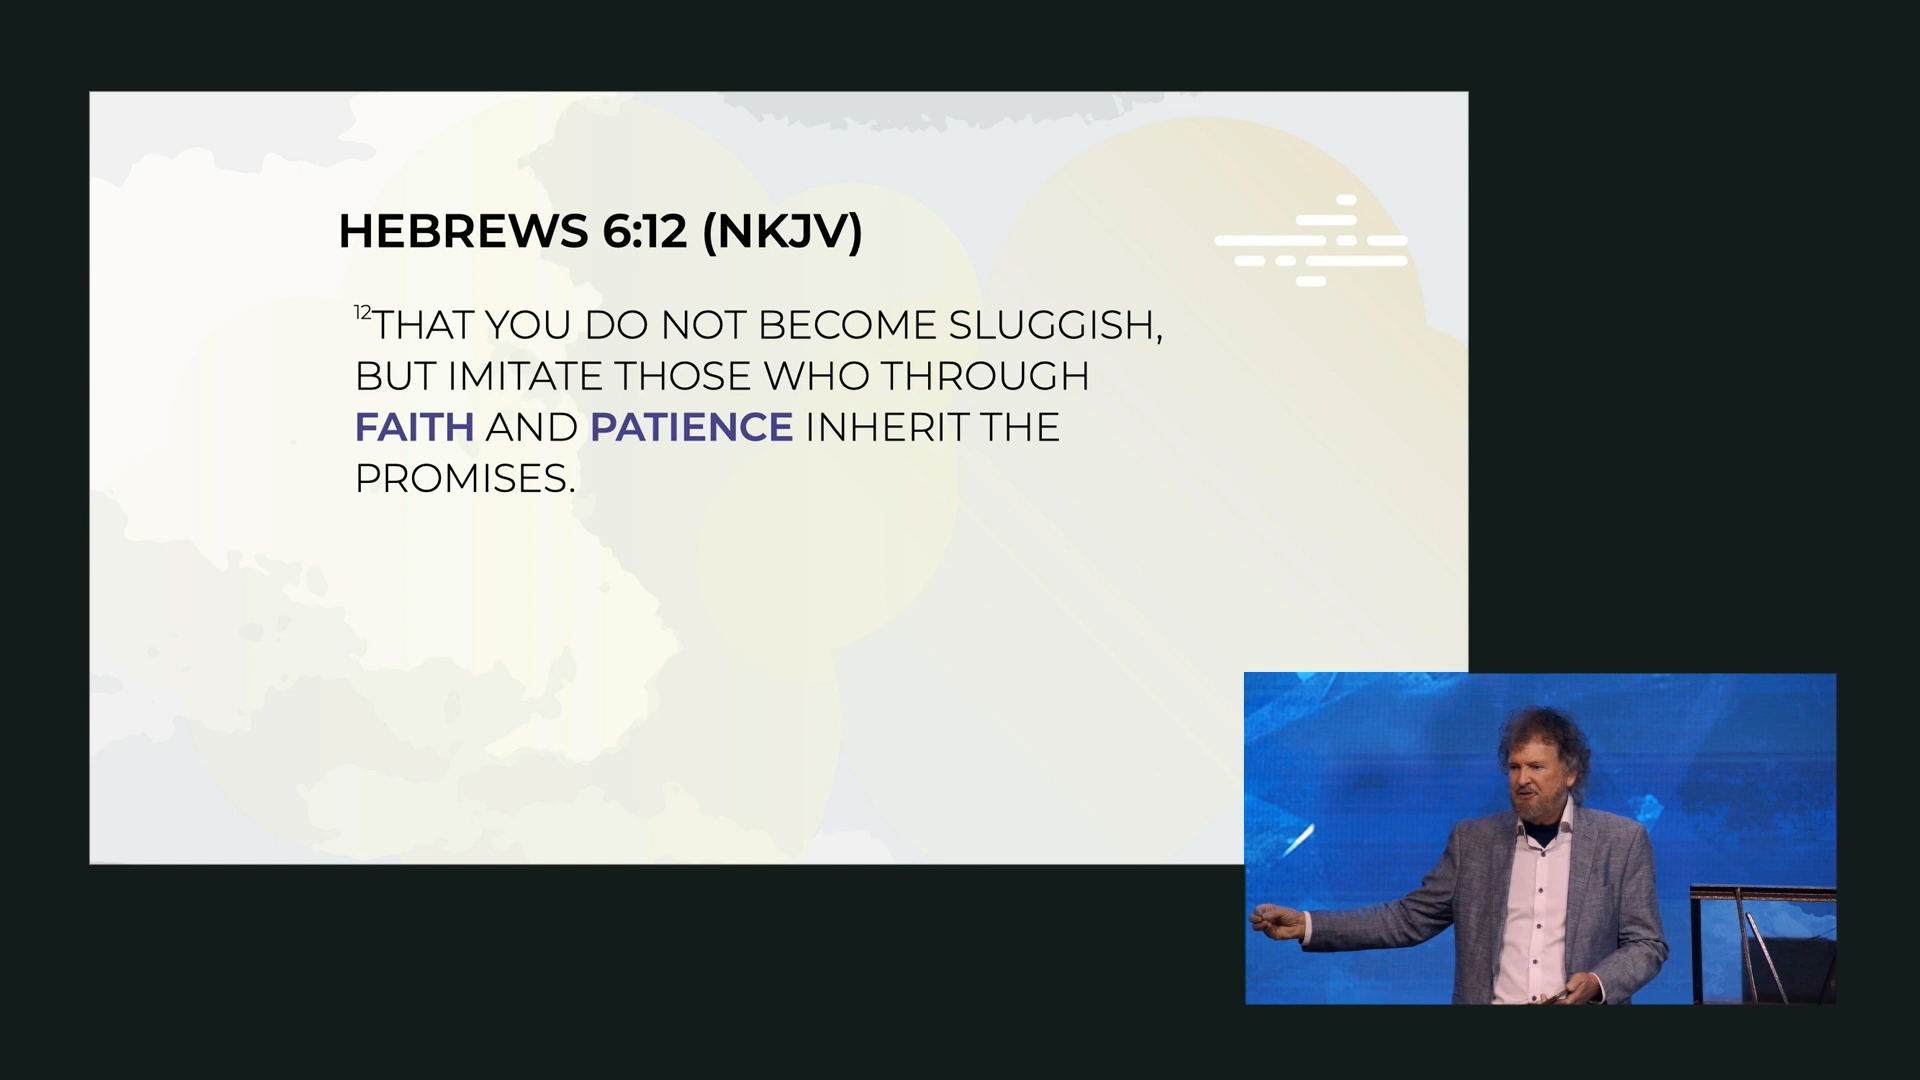 HEBREWS 6:12 (NKJV)
12THAT YOU DO NOT BECOME SLUGGISH,
BUT IMITATE THOSE WHO THROUGH
FAITH AND PATIENCE INHERIT THE
PROMISES.